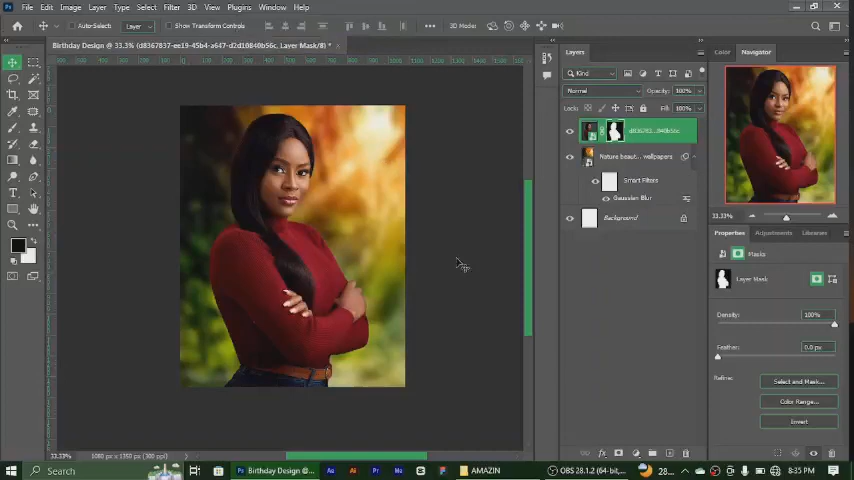 File Edit Image Layer Type Select Filter 3D View Plugins Window Help
Auto-Select: Layer Show Transform Controls ••• 3D Mode:
Birthday Design @ 33.3% (d8367837-ee19-45b4-a647-d2d10840b56c, Layer Mask/8) * ×
Layers
Kind
Normal Opacity: 100%
Lock: Fill: 100%
d836783...840b56c
Nature beaut... wallpapers
Smart Filters
Gaussian Blur
Background
Color Navigator
33.33%
Properties Adjustments Libraries
Masks
Layer Mask
Density: 100%
Feather: 0.0 px
Refine: Select and Mask...
Color Range...
Invert
33.33% 1080 px x 1350 px (300 ppi)
Search
Birthday Design @...
AMAZIN
OBS 28.1.2 (64-bit,...
28...
8:35 PM